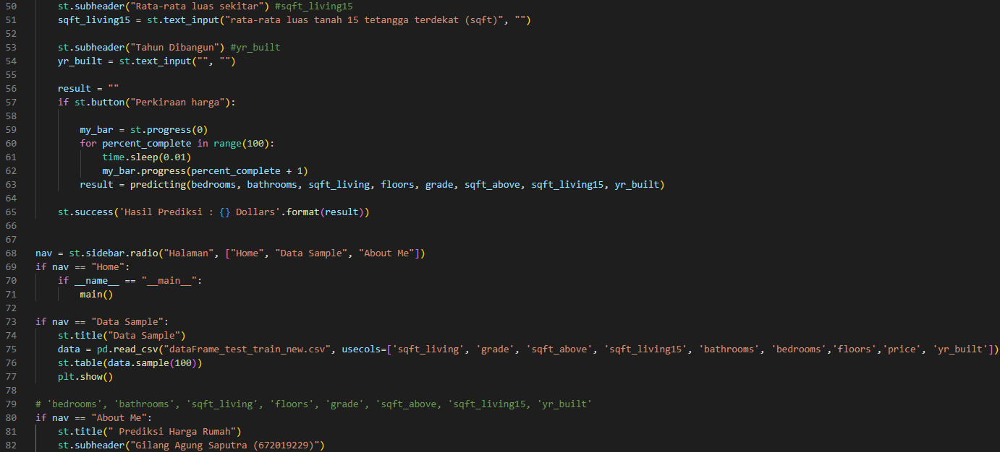 50 st.subheader("Rata-rata luas sekitar") #sqft_living15
51 sqft_living15 = st.text_input("rata-rata luas tanah 15 tetangga terdekat (sqft)", "")
52
53 st.subheader("Tahun Dibangun") #yr_built
54 yr_built = st.text_input("", "")
55
56 result = ""
57 if st.button("Perkiraan harga"):
58
59 my_bar = st.progress(0)
60 for percent_complete in range(100):
61 time.sleep(0.01)
62 my_bar.progress(percent_complete + 1)
63 result = predicting(bedrooms, bathrooms, sqft_living, floors, grade, sqft_above, sqft_living15, yr_built)
64
65 st.success('Hasil Prediksi : {} Dollars'.format(result))
66
67
68 nav = st.sidebar.radio("Halaman", ["Home", "Data Sample", "About Me"])
69 if nav == "Home":
70 if __name__ == "__main__":
71 main()
72
73 if nav == "Data Sample":
74 st.title("Data Sample")
75 data = pd.read_csv("dataFrame_test_train_new.csv", usecols=['sqft_living', 'grade', 'sqft_above', 'sqft_living15', 'bathrooms', 'bedrooms','floors','price', 'yr_built'])
76 st.table(data.sample(100))
77 plt.show()
78
79 # 'bedrooms', 'bathrooms', 'sqft_living', 'floors', 'grade', 'sqft_above, 'sqft_living15, 'yr_built'
80 if nav == "About Me":
81 st.title(" Prediksi Harga Rumah")
82 st.subheader("Gilang Agung Saputra (672019229)")